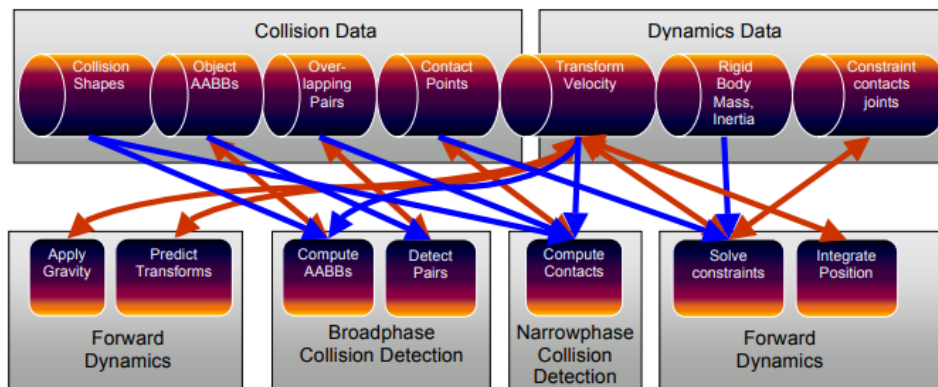 Collision Data
Dynamics Data
Collision
Shapes
Object
AABBs
Over-
lapping
Pairs
Contact
Points
Transform
Velocity
Rigid
Body
Mass,
Inertia
Constraint
contacts
joints
Apply
Gravity
Predict
Transforms
Compute
AABBs
Detect
Pairs
Compute
Contacts
Solve
constraints
Integrate
Position
Forward
Dynamics
Broadphase
Collision Detection
Narrowphase
Collision
Detection
Forward
Dynamics